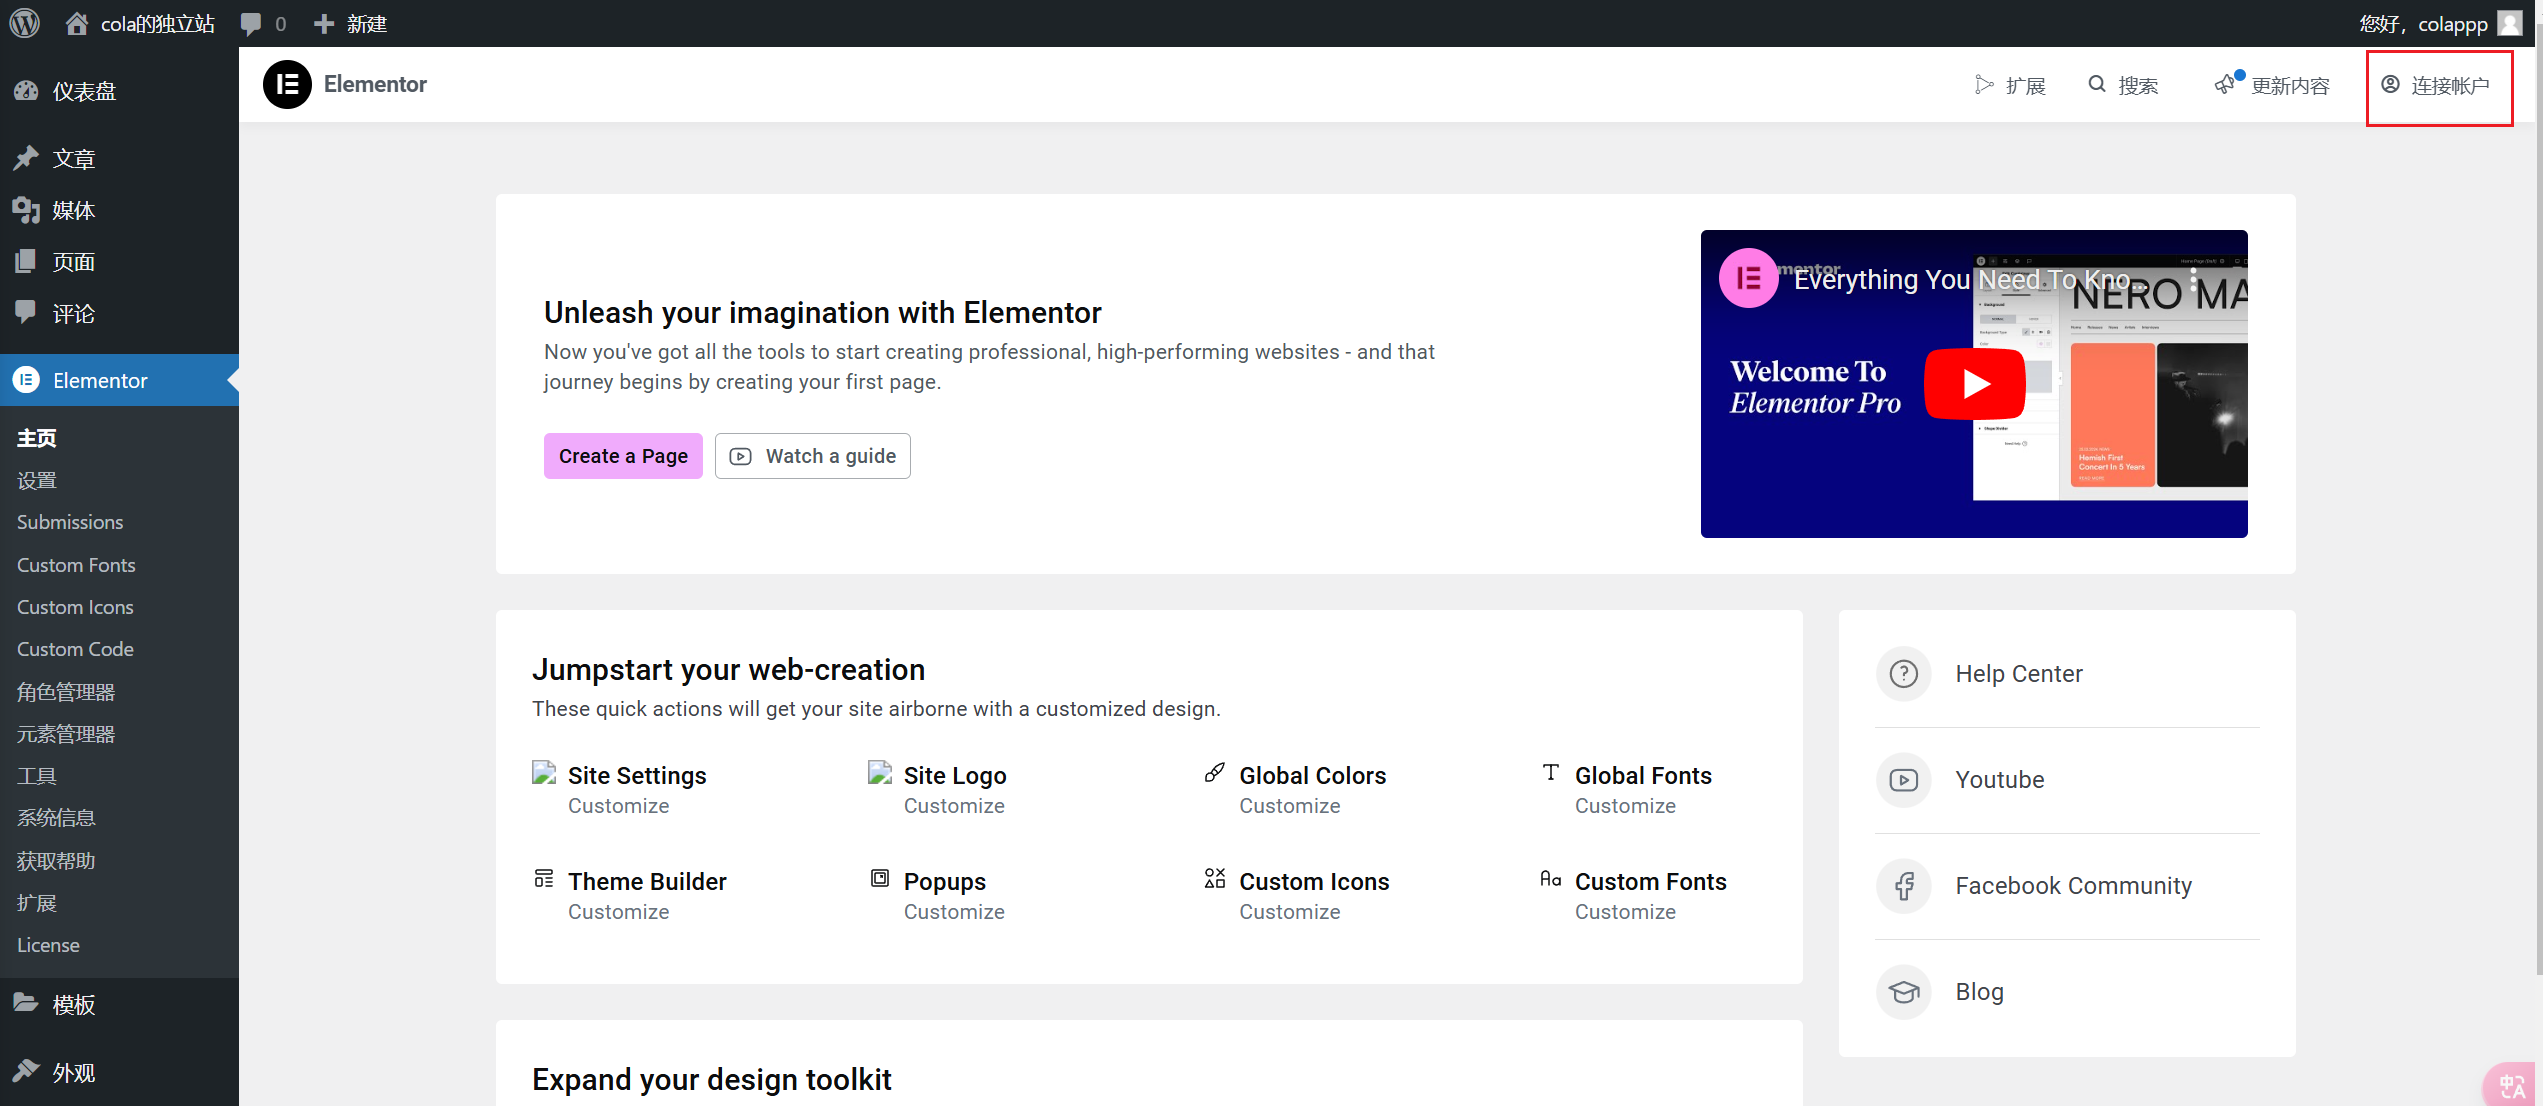 cola的独立站
0
新建
您好，colappp
仪表盘
文章
媒体
页面
评论
Elementor
主页
设置
Submissions
Custom Fonts
Custom Icons
Custom Code
角色管理器
元素管理器
工具
系统信息
获取帮助
扩展
License
模板
外观
Elementor
扩展
搜索
更新内容
连接帐户
Unleash your imagination with Elementor
Now you've got all the tools to start creating professional, high-performing websites - and that
journey begins by creating your first page.
Create a Page
Watch a guide
Everything You Need To Kno...
NERO MA
Welcome To
Elementor Pro
Hemish First
Concert In 5 Years
Jumpstart your web-creation
These quick actions will get your site airborne with a customized design.
Site Settings
Customize
Site Logo
Customize
Global Colors
Customize
Global Fonts
Customize
Theme Builder
Customize
Popups
Customize
Custom Icons
Customize
Custom Fonts
Customize
Help Center
Youtube
Facebook Community
Blog
Expand your design toolkit